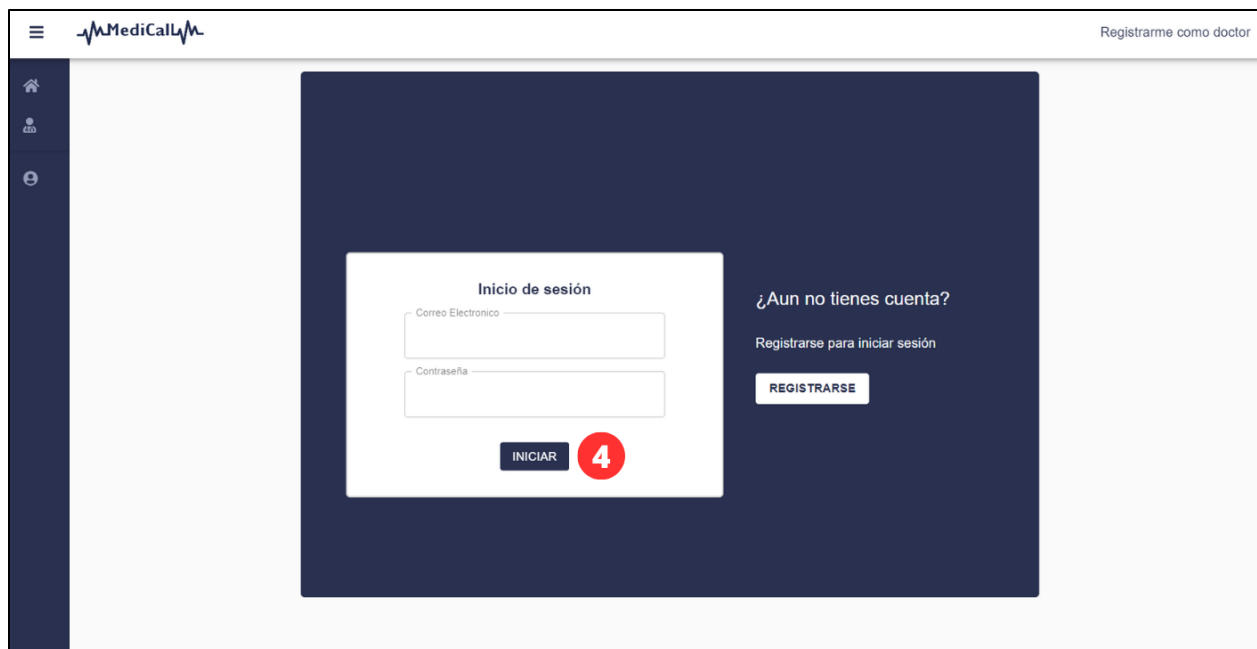 MediCall
Registrarme como doctor
Inicio de sesión
Correo Electronico
Contraseña
INICIAR
4
¿Aun no tienes cuenta?
Registrarse para iniciar sesión
REGISTRARSE